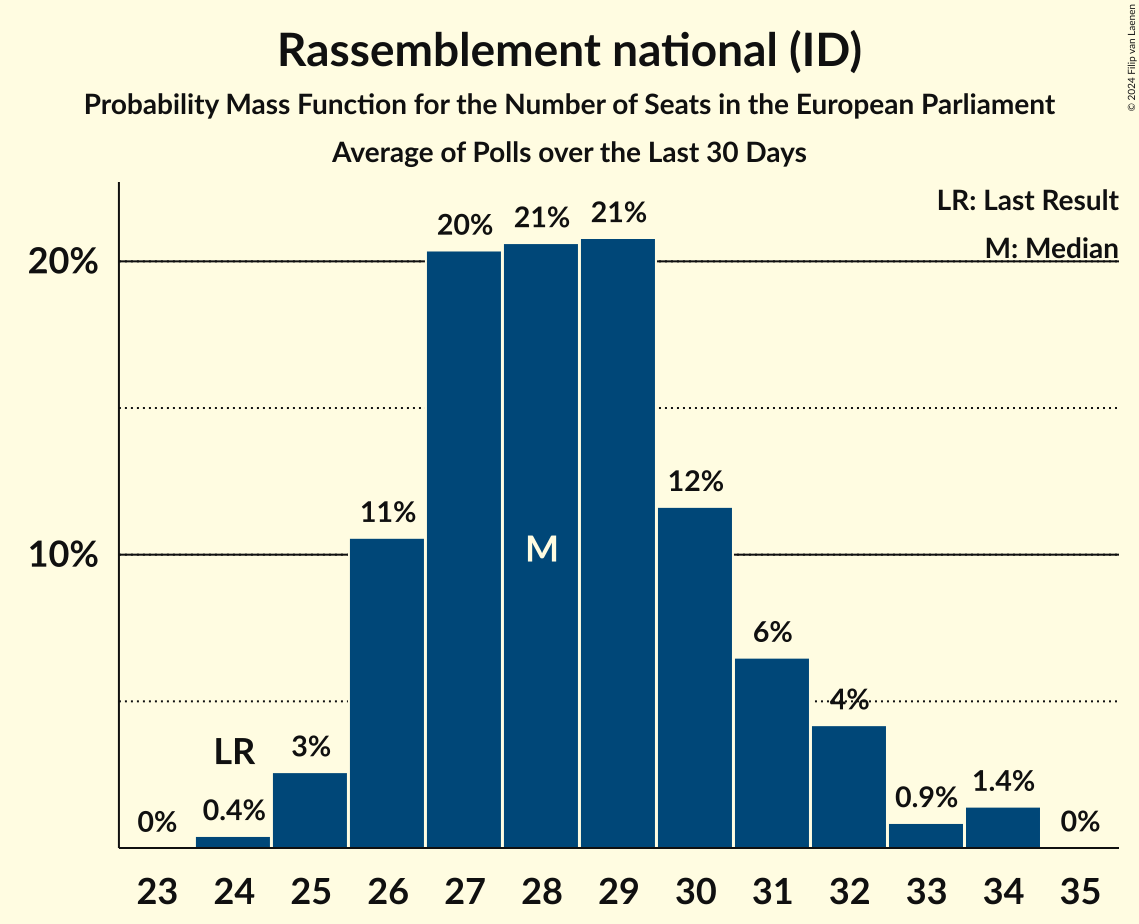 Rassemblement national (ID)
Probability Mass Function for the Number of Seats in the European Parliament
Average of Polls over the Last 30 Days
© 2024 Filip van Laenen
LR: Last Result
M: Median
20%
10%
0%
0.4%
LR
3%
11%
20%
21%
M
21%
12%
6%
4%
0.9%
1.4%
0%
23 24 25 26 27 28 29 30 31 32 33 34 35